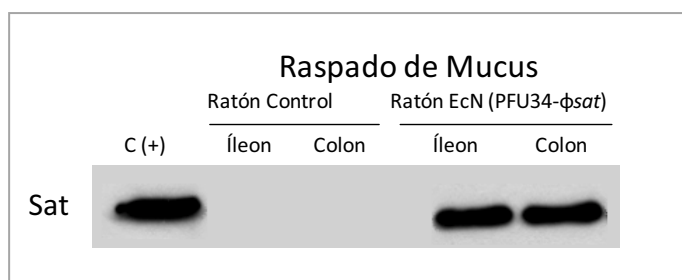 Raspado de Mucus
Ratón Control Ratón EcN (PFU34-ϕsat)
C (+) Íleon Colon Íleon Colon
Sat